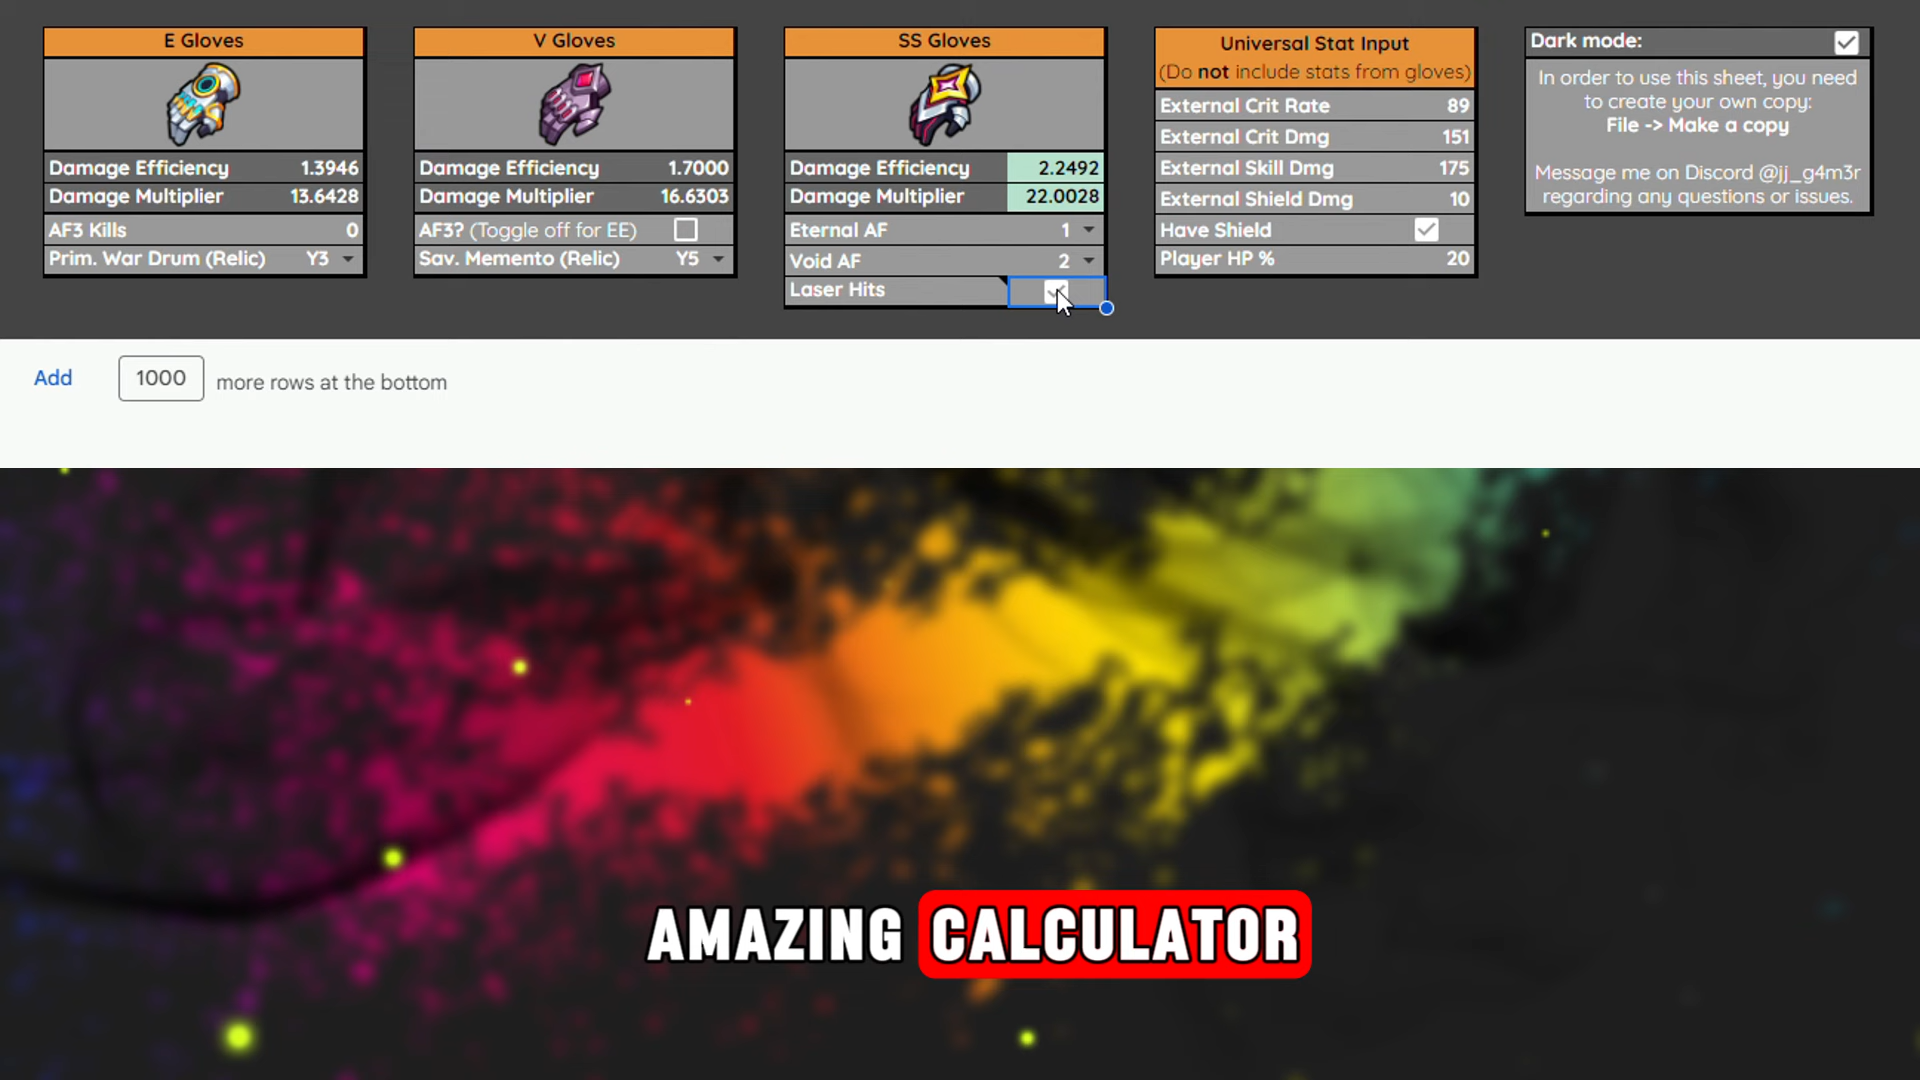 E Gloves
Damage Efficiency 1.3946
Damage Multiplier 13.6428
AF3 Kills 0
Prim. War Drum (Relic) Y3
V Gloves
Damage Efficiency 1.7000
Damage Multiplier 16.6303
AF3? (Toggle off for EE)
Sav. Memento (Relic) Y5
SS Gloves
Damage Efficiency 2.2492
Damage Multiplier 22.0028
Eternal AF 1
Void AF 2
Laser Hits
Universal Stat Input
(Do not include stats from gloves)
External Crit Rate 89
External Crit Dmg 151
External Skill Dmg 175
External Shield Dmg 10
Have Shield
Player HP % 20
Dark mode:
In order to use this sheet, you need
to create your own copy:
File -> Make a copy
Message me on Discord @jj_g4m3r
regarding any questions or issues.
Add 1000 more rows at the bottom
AMAZING CALCULATOR